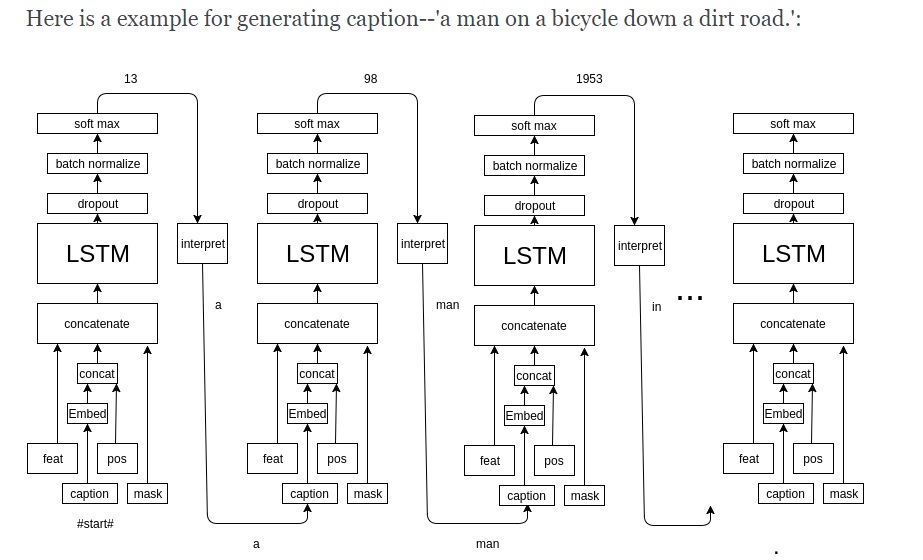 Here is a example for generating caption--'a man on a bicycle down a dirt road.':
13 98 1953
soft max soft max soft max soft max
batch normalize batch normalize batch normalize batch normalize
dropout dropout dropout dropout
LSTM interpret LSTM interpret LSTM interpret LSTM
a man in ...
concatenate concatenate concatenate concatenate
concat concat concat concat
Embed Embed Embed Embed
feat pos feat pos feat pos feat pos
caption mask caption mask caption mask caption mask
#start#
a man .